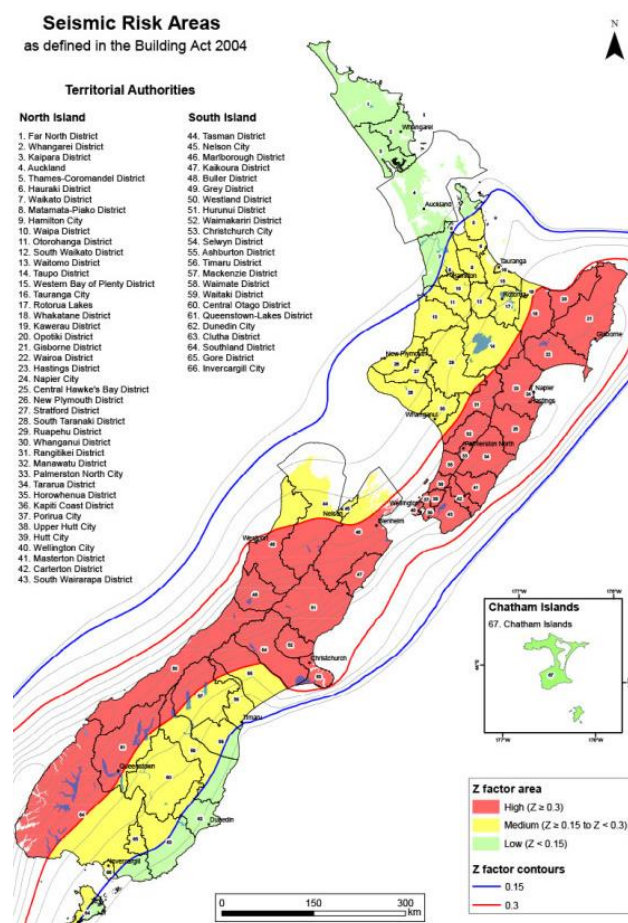 Seismic Risk Areas
as defined in the Building Act 2004
N
Territorial Authorities
North Island
1. Far North District
2. Whangarei District
3. Kaipara District
4. Auckland
5. Thames-Coromandel District
6. Hauraki District
7. Waikato District
8. Matamata-Piako District
9. Hamilton City
10. Waipa District
11. Otorohanga District
12. South Waikato District
13. Waitomo District
14. Taupo District
15. Western Bay of Plenty District
16. Tauranga City
17. Rotorua Lakes
18. Whakatane District
19. Kawerau District
20. Opotiki District
21. Gisborne District
22. Wairoa District
23. Hastings District
24. Napier City
25. Central Hawke's Bay District
26. New Plymouth District
27. Stratford District
28. South Taranaki District
29. Ruapehu District
30. Whanganui District
31. Rangitikei District
32. Manawatu District
33. Palmerston North City
34. Tararua District
35. Horowhenua District
36. Kapiti Coast District
37. Porirua City
38. Upper Hutt City
39. Hutt City
40. Wellington City
41. Masterton District
42. Carterton District
43. South Wairarapa District
South Island
44. Tasman District
45. Nelson City
46. Marlborough District
47. Kaikoura District
48. Buller District
49. Grey District
50. Westland District
51. Hurunui District
52. Waimakariri District
53. Christchurch City
54. Selwyn District
55. Ashburton District
56. Timaru District
57. Mackenzie District
58. Waimate District
59. Waitaki District
60. Central Otago District
61. Queenstown-Lakes District
62. Dunedin City
63. Clutha District
64. Southland District
65. Gore District
66. Invercargill City
Whangarei
Auckland
Tauranga
Hamilton
Rotorua
Gisborne
New Plymouth
Napier
Hastings
Whanganui
Palmerston North
Wellington
Nelson
Blenheim
Westport
Christchurch
Timaru
Queenstown
Dunedin
Invercargill
177°W 176°W
Chatham Islands
67. Chatham Islands
44°S
67
177°W 176°W
Z factor area
High (Z ≥ 0.3)
Medium (Z ≥ 0.15 to Z < 0.3)
Low (Z < 0.15)
Z factor contours
0.15
0.3
0 150 300
km